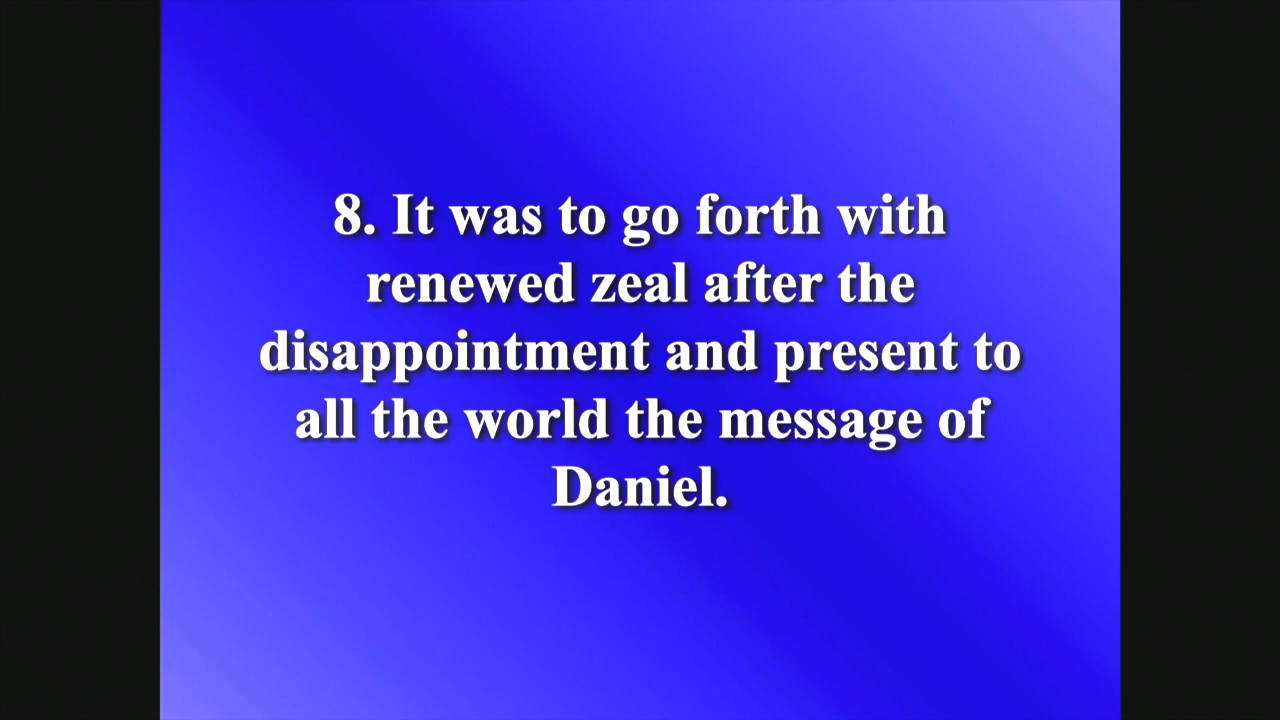 8. It was to go forth with
renewed zeal after the
disappointment and present to
all the world the message of
Daniel.